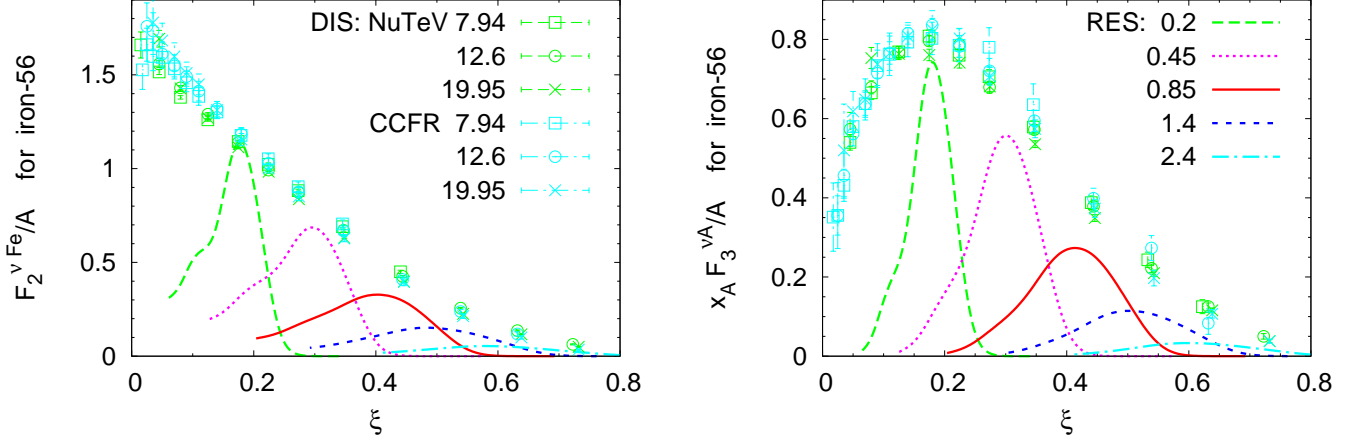 F₂^ν Fe/A for iron-56
0
0.5
1
1.5
0 0.2 0.4 0.6 0.8
ξ
DIS: NuTeV 7.94
12.6
19.95
CCFR 7.94
12.6
19.95
x_A F₃^νA/A for iron-56
0
0.2
0.4
0.6
0.8
0 0.2 0.4 0.6 0.8
ξ
RES: 0.2
0.45
0.85
1.4
2.4